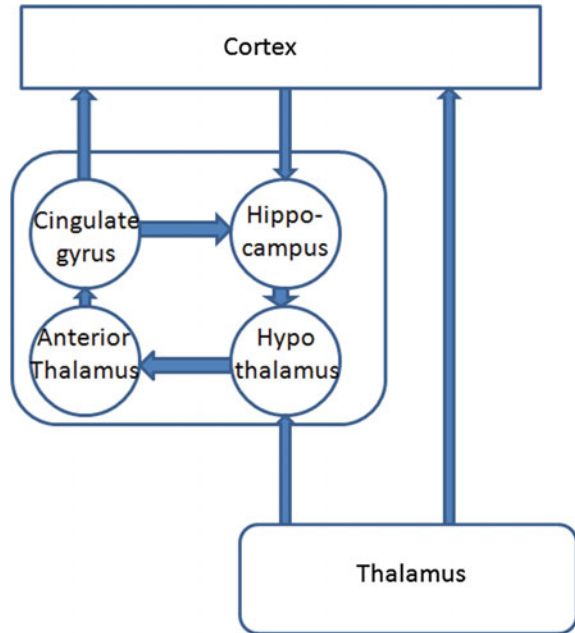 Cortex
Cingulate
gyrus
Hippo-
campus
Anterior
Thalamus
Hypo
thalamus
Thalamus